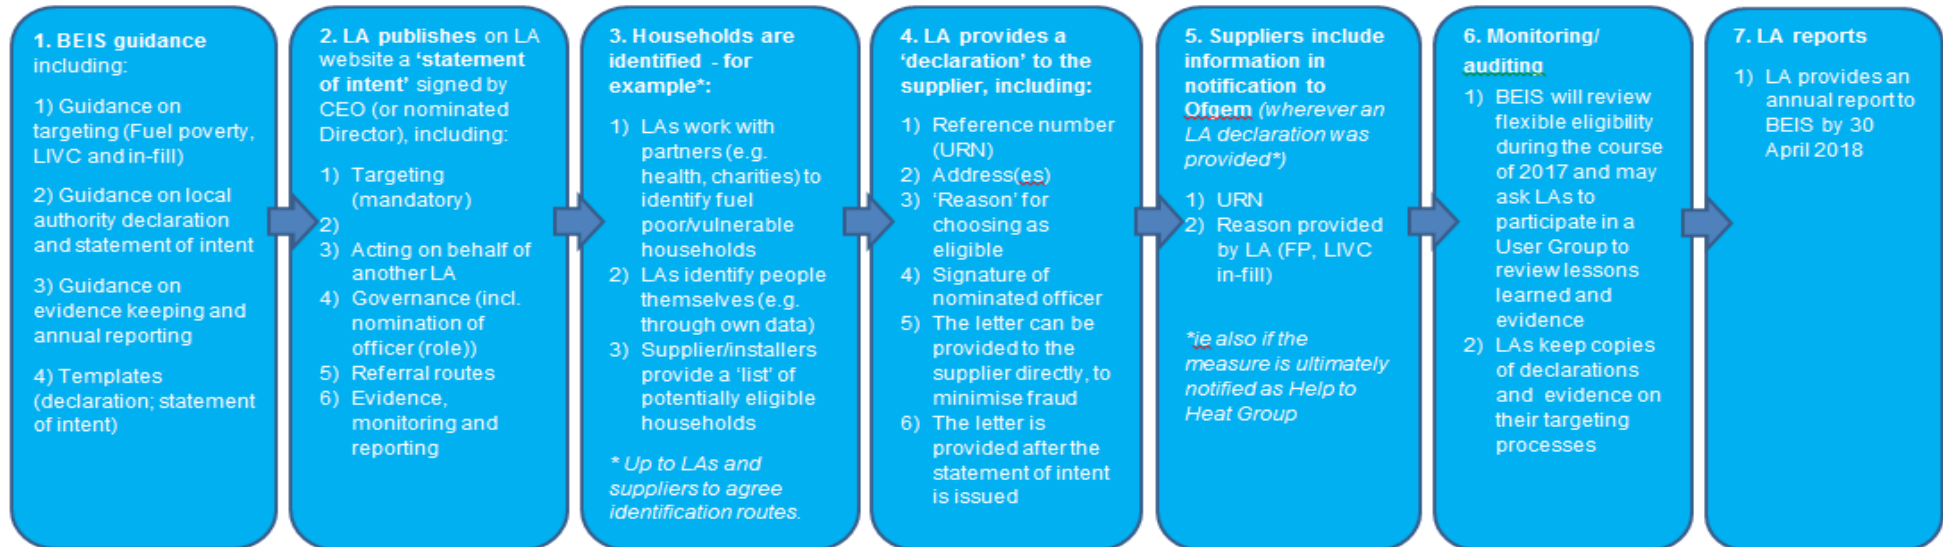 1. BEIS guidance
including:
1) Guidance on
targeting (Fuel poverty,
LIVC and in-fill)
2) Guidance on local
authority declaration
and statement of intent
3) Guidance on
evidence keeping and
annual reporting
4) Templates
(declaration; statement
of intent)
2. LA publishes on LA
website a ‘statement
of intent’ signed by
CEO (or nominated
Director), including:
1) Targeting
(mandatory)
2)
3) Acting on behalf of
another LA
4) Governance (incl.
nomination of
officer (role))
5) Referral routes
6) Evidence,
monitoring and
reporting
3. Households are
identified - for
example*:
1) LAs work with
partners (e.g.
health, charities) to
identify fuel
poor/vulnerable
households
2) LAs identify people
themselves (e.g.
through own data)
3) Supplier/installers
provide a ‘list’ of
potentially eligible
households
* Up to LAs and
suppliers to agree
identification routes.
4. LA provides a
‘declaration’ to the
supplier, including:
1) Reference number
(URN)
2) Address(es)
3) ‘Reason’ for
choosing as
eligible
4) Signature of
nominated officer
5) The letter can be
provided to the
supplier directly, to
minimise fraud
6) The letter is
provided after the
statement of intent
is issued
5. Suppliers include
information in
notification to
Ofgem (wherever an
LA declaration was
provided*)
1) URN
2) Reason provided
by LA (FP, LIVC
in-fill)
*ie also if the
measure is ultimately
notified as Help to
Heat Group
6. Monitoring/
auditing
1) BEIS will review
flexible eligibility
during the course
of 2017 and may
ask LAs to
participate in a
User Group to
review lessons
learned and
evidence
2) LAs keep copies
of declarations
and evidence on
their targeting
processes
7. LA reports
1) LA provides an
annual report to
BEIS by 30
April 2018